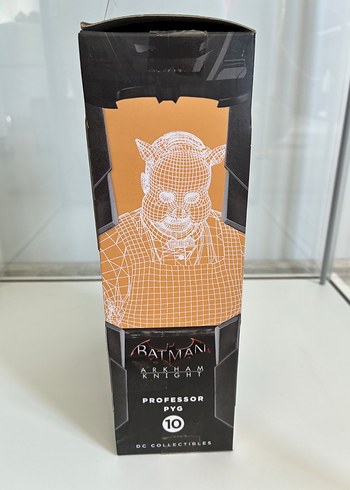 BATMAN
ARKHAM
KNIGHT
PROFESSOR
PYG
10
DC COLLECTIBLES